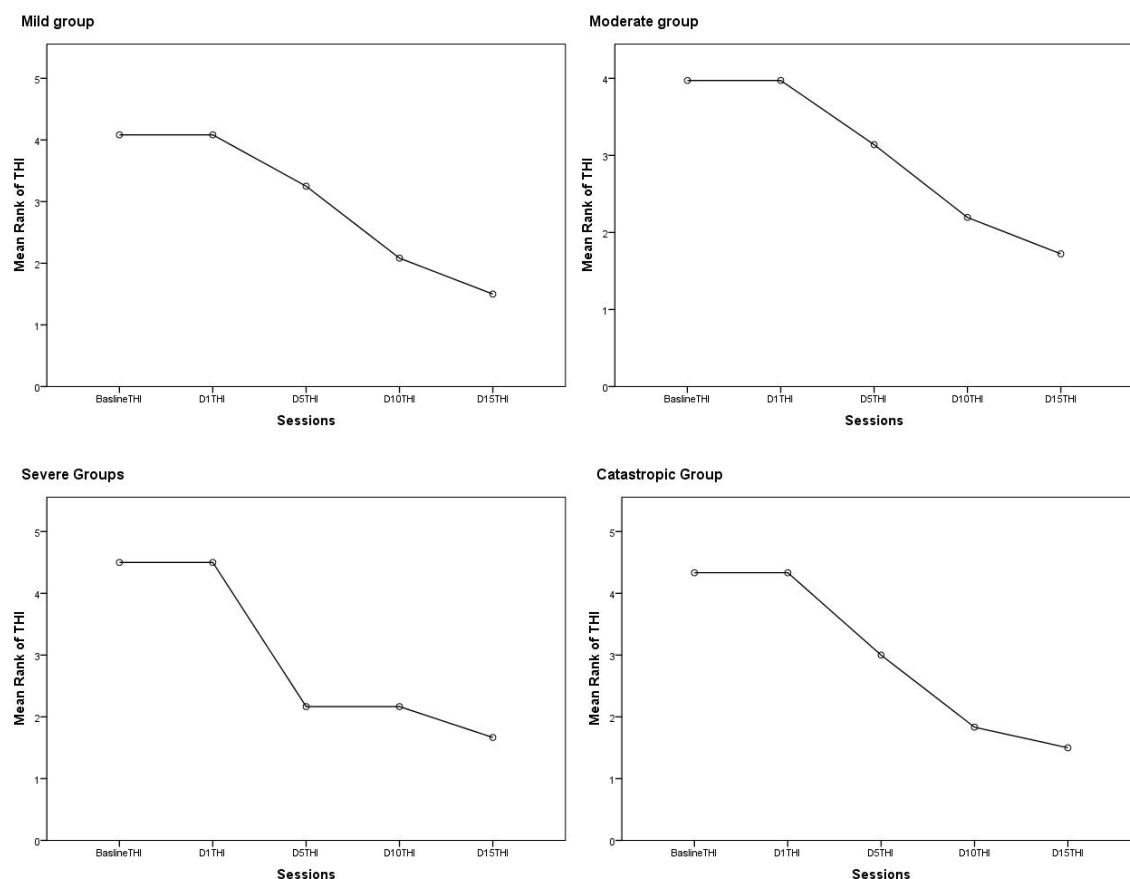 Mild group
5
4
3
2
1
0
Mean Rank of THI
BaslineTHI
D1THI
D5THI
D10THI
D15THI
Sessions
Moderate group
4
3
2
1
0
Mean Rank of THI
BaslineTHI
D1THI
D5THI
D10THI
D15THI
Sessions
Severe Groups
5
4
3
2
1
0
Mean Rank of THI
BaslineTHI
D1THI
D5THI
D10THI
D15THI
Sessions
Catastropic Group
5
4
3
2
1
0
Mean Rank of THI
BaslineTHI
D1THI
D5THI
D10THI
D15THI
Sessions